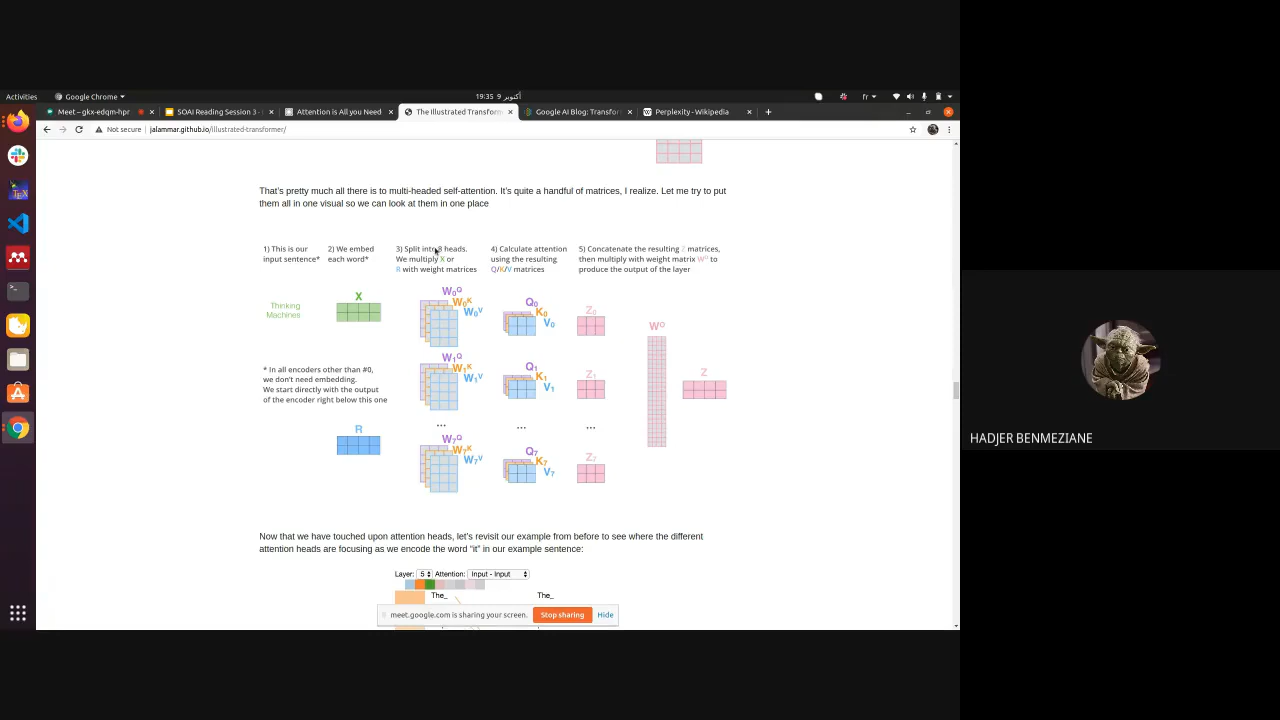 Activities
Google Chrome
19:35 9 أكتوبر
fr
Meet – gkx-edqm-hpr
SOAI Reading Session 3 -
Attention is All you Need
The Illustrated Transform
Google AI Blog: Transfor
Perplexity - Wikipedia
Not secure | jalammar.github.io/illustrated-transformer/
That's pretty much all there is to multi-headed self-attention. It's quite a handful of matrices, I realize. Let me try to put
them all in one visual so we can look at them in one place
1) This is our
input sentence*
2) We embed
each word*
3) Split into 8 heads.
We multiply X or
R with weight matrices
4) Calculate attention
using the resulting
Q/K/V matrices
5) Concatenate the resulting Z matrices,
then multiply with weight matrix W^O to
produce the output of the layer
Thinking
Machines
X
W₀^Q
W₀^K
W₀^V
Q₀
K₀
V₀
Z₀
W^O
W₁^Q
W₁^K
W₁^V
Q₁
K₁
V₁
Z₁
Z
* In all encoders other than #0,
we don't need embedding.
We start directly with the output
of the encoder right below this one
R
...
...
...
W₇^Q
W₇^K
W₇^V
Q₇
K₇
V₇
Z₇
HADJER BENMEZIANE
Now that we have touched upon attention heads, let's revisit our example from before to see where the different
attention heads are focusing as we encode the word "it" in our example sentence:
Layer: 5 Attention: Input - Input
The_
The_
meet.google.com is sharing your screen.
Stop sharing
Hide